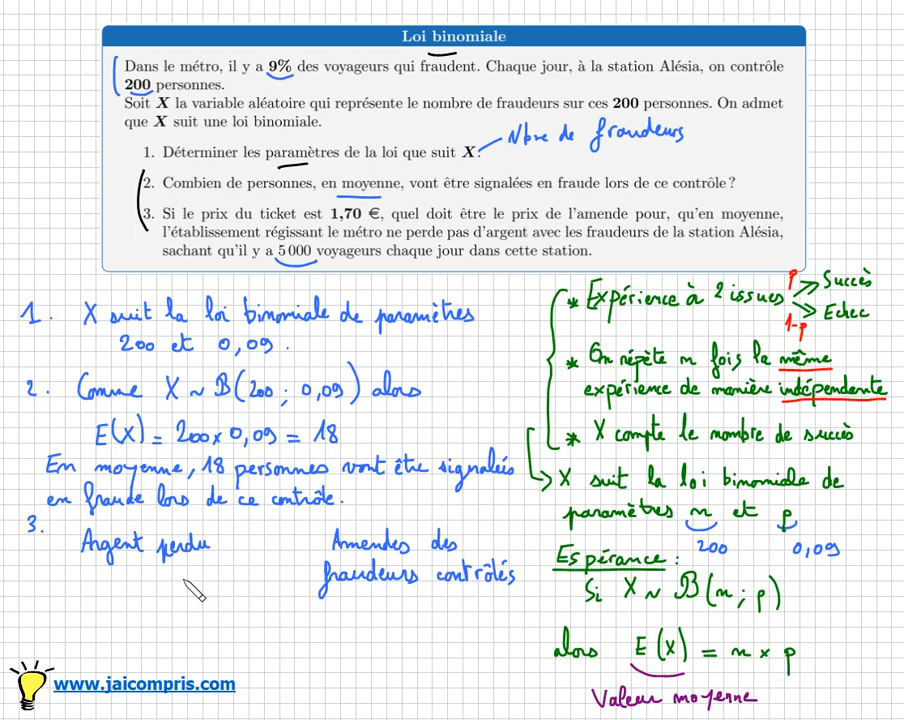 Loi binomiale
Dans le métro, il y a 9% des voyageurs qui fraudent. Chaque jour, à la station Alésia, on contrôle
200 personnes.
Soit X la variable aléatoire qui représente le nombre de fraudeurs sur ces 200 personnes. On admet
que X suit une loi binomiale.
Nbre de fraudeurs
1. Déterminer les paramètres de la loi que suit X.
2. Combien de personnes, en moyenne, vont être signalées en fraude lors de ce contrôle ?
3. Si le prix du ticket est 1,70 €, quel doit être le prix de l'amende pour, qu'en moyenne,
l'établissement régissant le métro ne perde pas d'argent avec les fraudeurs de la station Alésia,
sachant qu'il y a 5 000 voyageurs chaque jour dans cette station.
1. X suit la loi binomiale de paramètres
200 et 0,09.
2. Comme X ~ B(200 ; 0,09) alors
E(X) = 200 x 0,09 = 18
En moyenne, 18 personnes vont être signalés
en fraude lors de ce contrôle.
3.
Argent perdu
Amendes des
fraudeurs contrôlés
* Expérience à 2 issues
p
Succès
Echec
1-p
* On répète n fois la même
expérience de manière indépendante
* X compte le nombre de succès
↳ X suit la loi binomiale de
paramètres n et p
200
0,09
Espérance :
Si X ~ B(n ; p)
alors E(X) = n x p
Valeur moyenne
www.jaicompris.com